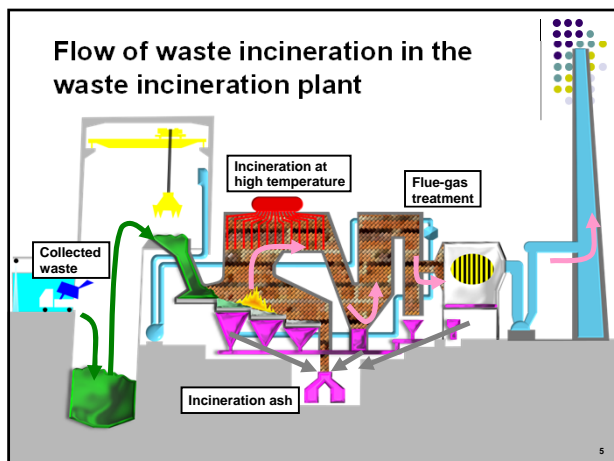 Flow of waste incineration in the
waste incineration plant
Incineration at
high temperature
Flue-gas
treatment
Collected
waste
Incineration ash
5